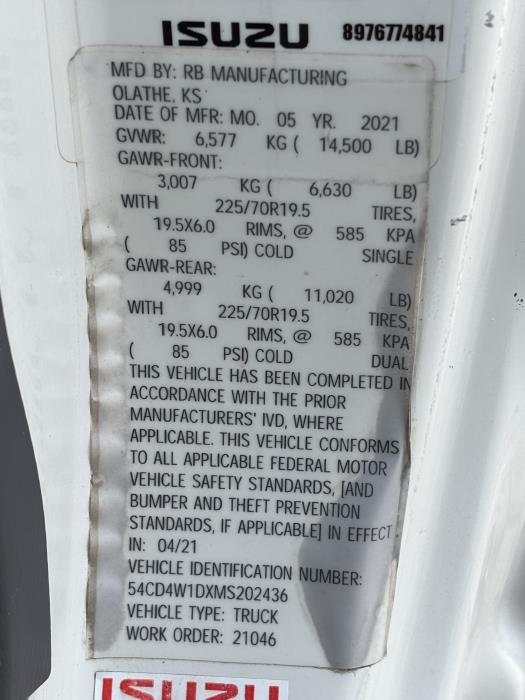 ISUZU 8976774841
MFD BY: RB MANUFACTURING
OLATHE, KS
DATE OF MFR: MO. 05 YR. 2021
GVWR: 6,577 KG ( 14,500 LB)
GAWR-FRONT:
3,007 KG ( 6,630 LB)
WITH 225/70R19.5 TIRES,
19.5X6.0 RIMS, @ 585 KPA
( 85 PSI) COLD SINGLE
GAWR-REAR:
4,999 KG ( 11,020 LB)
WITH 225/70R19.5 TIRES,
19.5X6.0 RIMS, @ 585 KPA
( 85 PSI) COLD DUAL
THIS VEHICLE HAS BEEN COMPLETED IN
ACCORDANCE WITH THE PRIOR
MANUFACTURERS' IVD, WHERE
APPLICABLE. THIS VEHICLE CONFORMS
TO ALL APPLICABLE FEDERAL MOTOR
VEHICLE SAFETY STANDARDS, [AND
BUMPER AND THEFT PREVENTION
STANDARDS, IF APPLICABLE] IN EFFECT
IN: 04/21
VEHICLE IDENTIFICATION NUMBER:
54CD4W1DXMS202436
VEHICLE TYPE: TRUCK
WORK ORDER: 21046
ISUZU